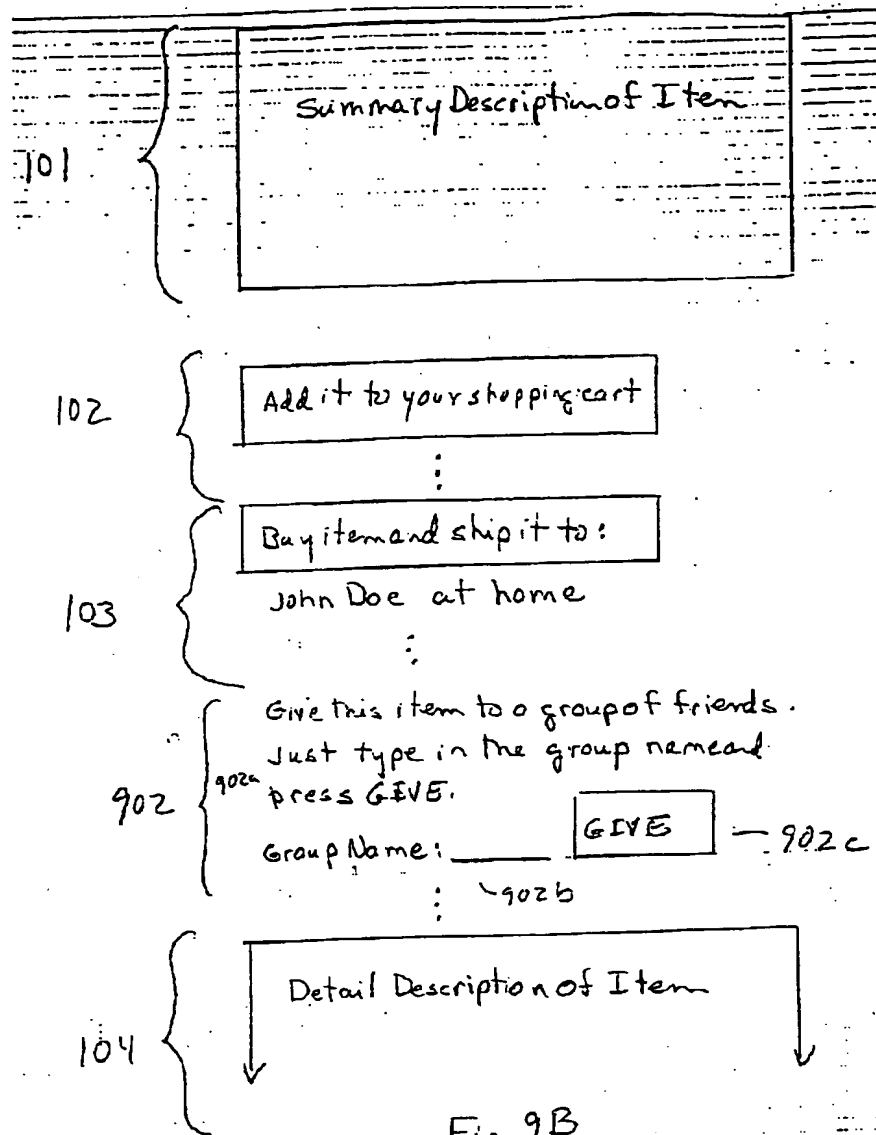 Summary Description of Item
101
102
Add it to your shopping cart
Buy item and ship it to:
103
John Doe at home
Give this item to a group of friends.
Just type in the group name and
902 902a press GIVE.
Group Name: GIVE 902c
902b
Detail Description of Item
104
Fig 9B